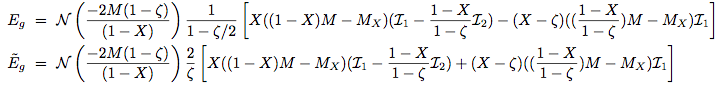 $E_g = \mathcal{N}\left(\frac{-2M(1-\zeta)}{(1-X)}\right)\frac{1}{1-\zeta/2}\left[X((1-X)M-M_X)(\mathcal{I}_1-\frac{1-X}{1-\zeta}\mathcal{I}_2)-(X-\zeta)((\frac{1-X}{1-\zeta})M-M_X)\mathcal{I}_1\right]$
$\tilde{E}_g = \mathcal{N}\left(\frac{-2M(1-\zeta)}{(1-X)}\right)\frac{2}{\zeta}\left[X((1-X)M-M_X)(\mathcal{I}_1-\frac{1-X}{1-\zeta}\mathcal{I}_2)+(X-\zeta)((\frac{1-X}{1-\zeta})M-M_X)\mathcal{I}_1\right]$